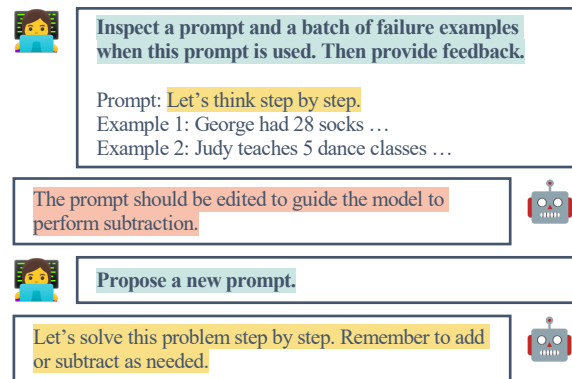 Inspect a prompt and a batch of failure examples
when this prompt is used. Then provide feedback.
Prompt: Let’s think step by step.
Example 1: George had 28 socks …
Example 2: Judy teaches 5 dance classes …
The prompt should be edited to guide the model to
perform subtraction.
Propose a new prompt.
Let’s solve this problem step by step. Remember to add
or subtract as needed.